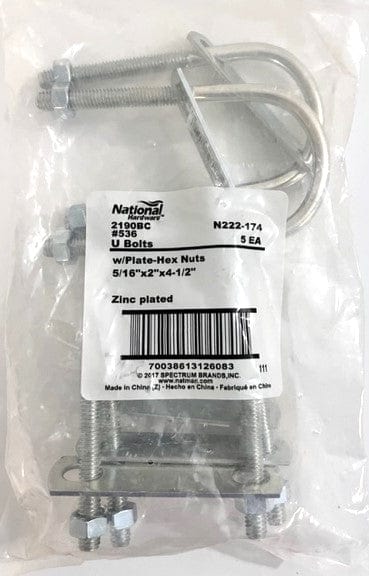 National
Hardware
2190BC N222-174
#536 5 EA
U Bolts
w/Plate-Hex Nuts
5/16"x2"x4-1/2"
Zinc plated
70038613126083 111
© 2017 SPECTRUM BRANDS,INC.
www.natman.com
Made in China (Z) - Hecho en China - Fabriqué en Chine